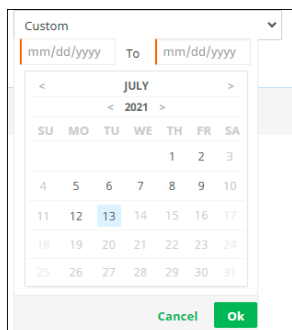 Custom
mm/dd/yyyy To mm/dd/yyyy
< JULY >
< 2021 >
SU MO TU WE TH FR SA
1 2 3
4 5 6 7 8 9 10
11 12 13 14 15 16 17
18 19 20 21 22 23 24
25 26 27 28 29 30 31
Cancel Ok